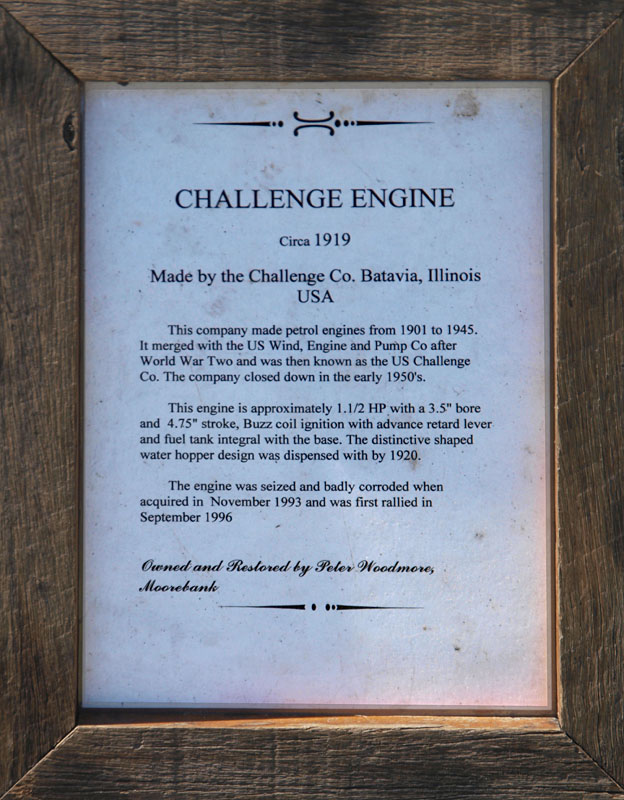 CHALLENGE ENGINE
Circa 1919
Made by the Challenge Co. Batavia, Illinois
USA
This company made petrol engines from 1901 to 1945.
It merged with the US Wind, Engine and Pump Co after
World War Two and was then known as the US Challenge
Co. The company closed down in the early 1950's.
This engine is approximately 1.1/2 HP with a 3.5" bore
and 4.75" stroke, Buzz coil ignition with advance retard lever
and fuel tank integral with the base. The distinctive shaped
water hopper design was dispensed with by 1920.
The engine was seized and badly corroded when
acquired in November 1993 and was first rallied in
September 1996
Owned and Restored by Peter Woodmore,
Moorebank